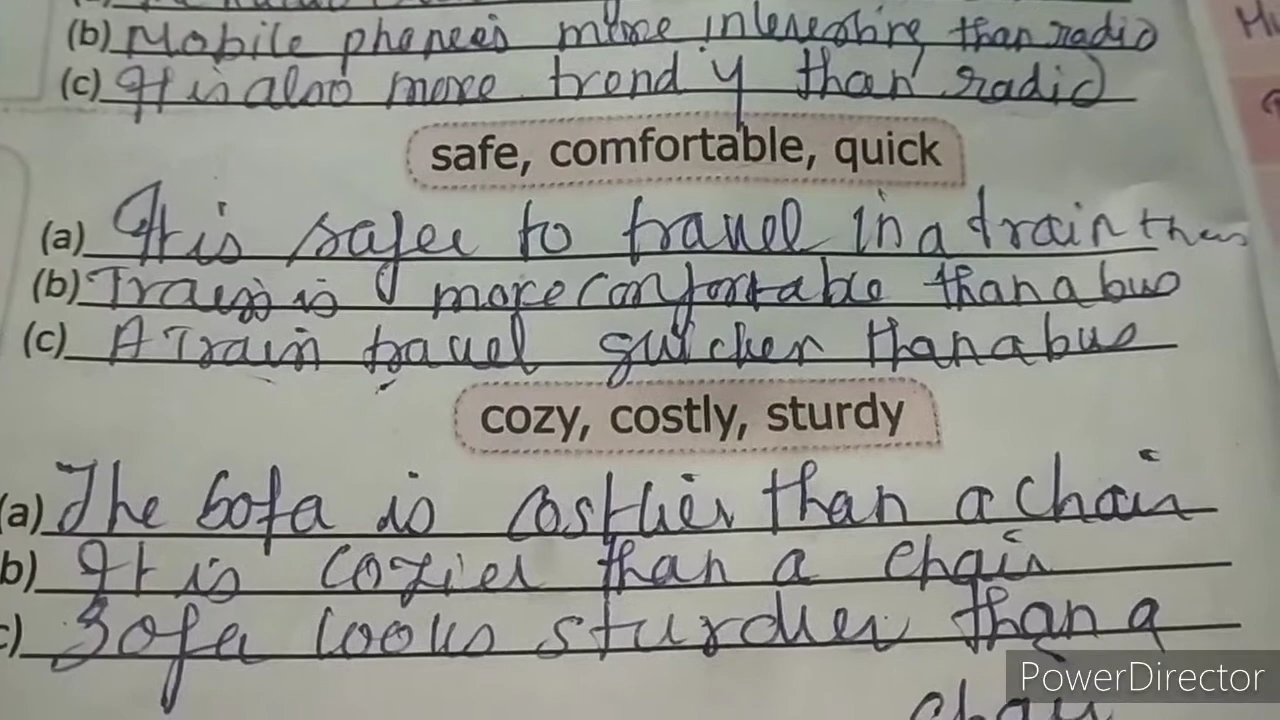 (b) Mobile phones is more interesting than radio
(c) It is also more trendy than radio
safe, comfortable, quick
(a) It is safer to travel in a train than
(b) Train is more comfortable than a bus
(c) A Train travel quicker than a bus
cozy, costly, sturdy
(a) The Sofa is costlier than a chair
b) It is cozier than a chair
) Sofa looks sturdier than a
chair
PowerDirector